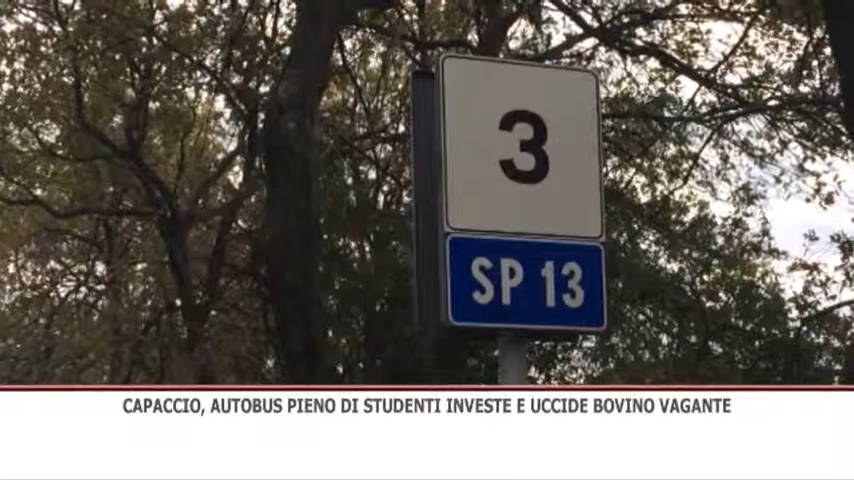 3
SP 13
CAPACCIO, AUTOBUS PIENO DI STUDENTI INVESTE E UCCIDE BOVINO VAGANTE